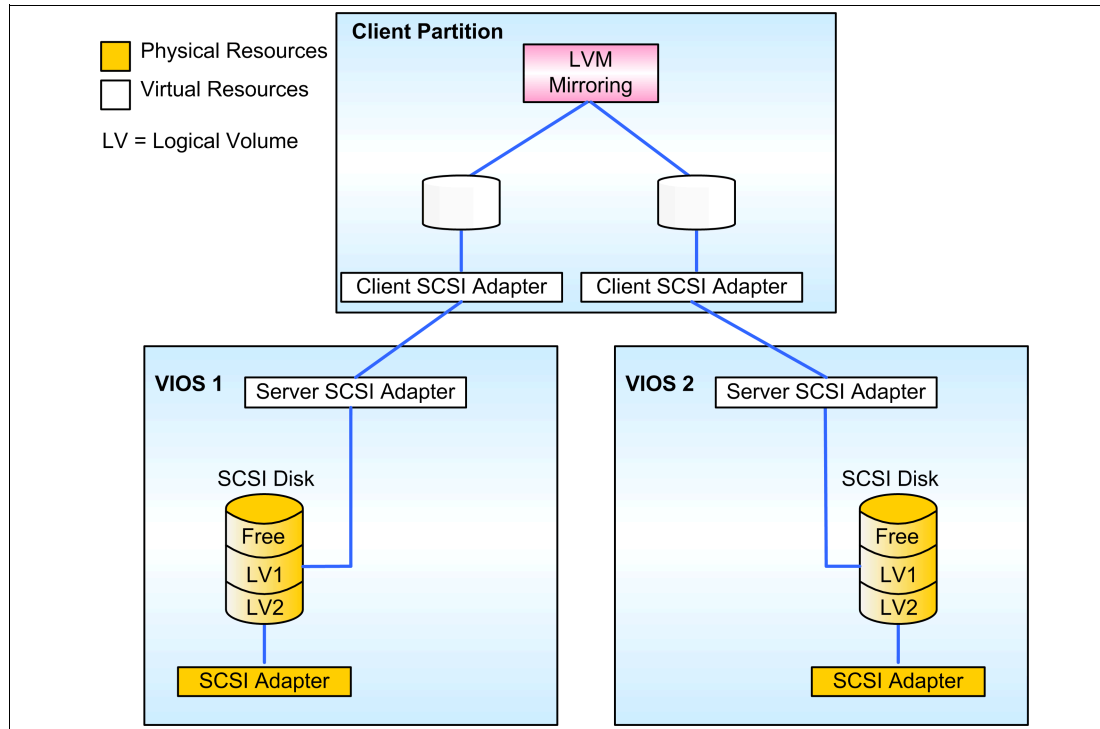 Physical Resources
Virtual Resources
LV = Logical Volume
Client Partition
LVM
Mirroring
Client SCSI Adapter
Client SCSI Adapter
VIOS 1
Server SCSI Adapter
SCSI Disk
Free
LV1
LV2
SCSI Adapter
VIOS 2
Server SCSI Adapter
SCSI Disk
Free
LV1
LV2
SCSI Adapter